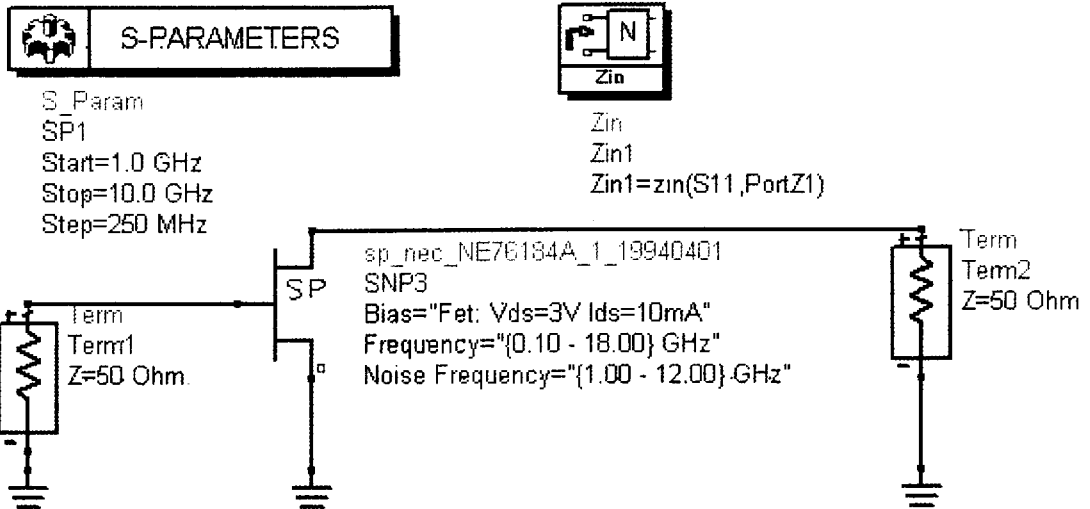 S-PARAMETERS
S_Param
SP1
Start=1.0 GHz
Stop=10.0 GHz
Step=250 MHz
N
Zin
Zin
Zin1
Zin1=zin(S11,PortZ1)
sp_nec_NE76184A_1_19940401
SNP3
Bias="Fet: Vds=3V Ids=10mA"
Frequency="{0.10 - 18.00} GHz"
Noise Frequency="{1.00 - 12.00} GHz"
SP
Term
Term1
Z=50 Ohm
Term
Term2
Z=50 Ohm